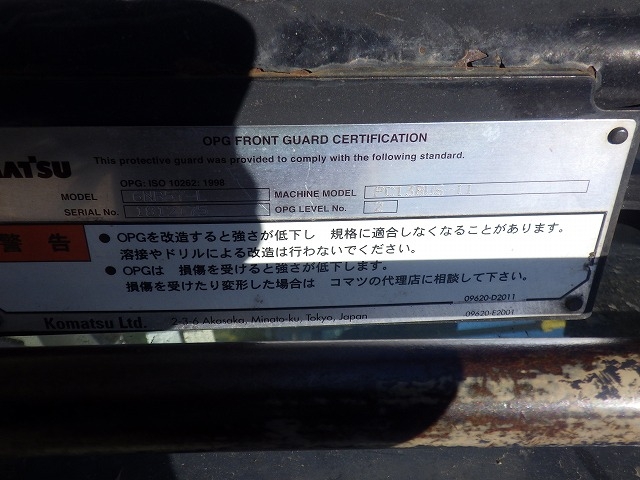 OPG FRONT GUARD CERTIFICATION
This protective guard was provided to comply with the following standard.
MATSU
OPG: ISO 10262: 1998
MODEL MACHINE MODEL
SERIAL No. OPG LEVEL No.
警告
● OPGを改造すると強さが低下し 規格に適合しなくなることがあります。
溶接やドリルによる改造は行わないでください。
● OPGは 損傷を受けると強さが低下します。
損傷を受けたり変形した場合は コマツの代理店に相談して下さい。
09620-D2011
Komatsu Ltd. 2-3-6 Akasaka, Minato-ku, Tokyo, Japan
09620-E2001